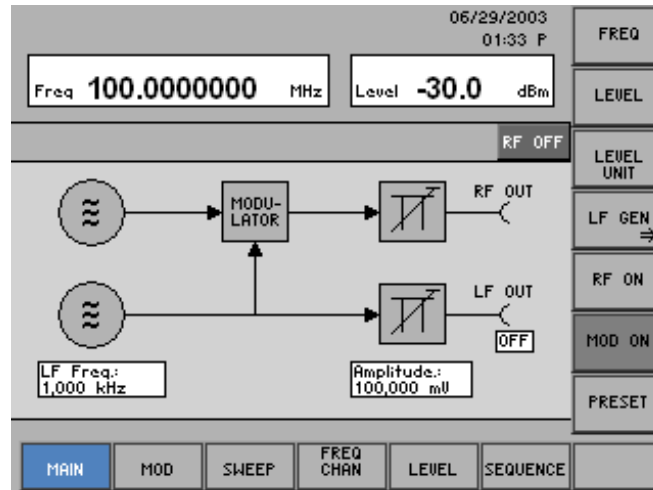 06/29/2003
01:33 P
FREQ
Freq 100.0000000 MHz
Level -30.0 dBm
LEVEL
RF OFF
LEVEL
UNIT
MODU-
LATOR
RF OUT
LF GEN
⇒
RF ON
LF OUT
OFF
MOD ON
LF Freq.:
1,000 kHz
Amplitude.:
100,000 mV
PRESET
MAIN
MOD
SWEEP
FREQ
CHAN
LEVEL
SEQUENCE